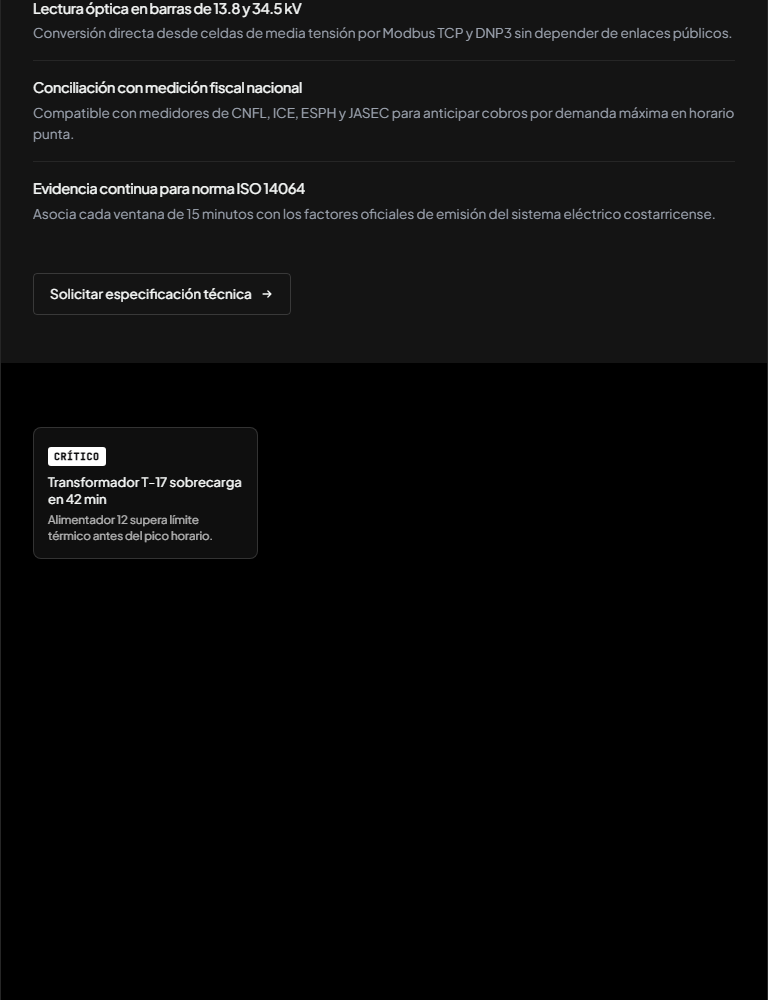 Lectura óptica en barras de 13.8 y 34.5 kV
Conversión directa desde celdas de media tensión por Modbus TCP y DNP3 sin depender de enlaces públicos.
Conciliación con medición fiscal nacional
Compatible con medidores de CNFL, ICE, ESPH y JASEC para anticipar cobros por demanda máxima en horario
punta.
Evidencia continua para norma ISO 14064
Asocia cada ventana de 15 minutos con los factores oficiales de emisión del sistema eléctrico costarricense.
Solicitar especificación técnica →
CRÍTICO
Transformador T-17 sobrecarga
en 42 min
Alimentador 12 supera límite
térmico antes del pico horario.